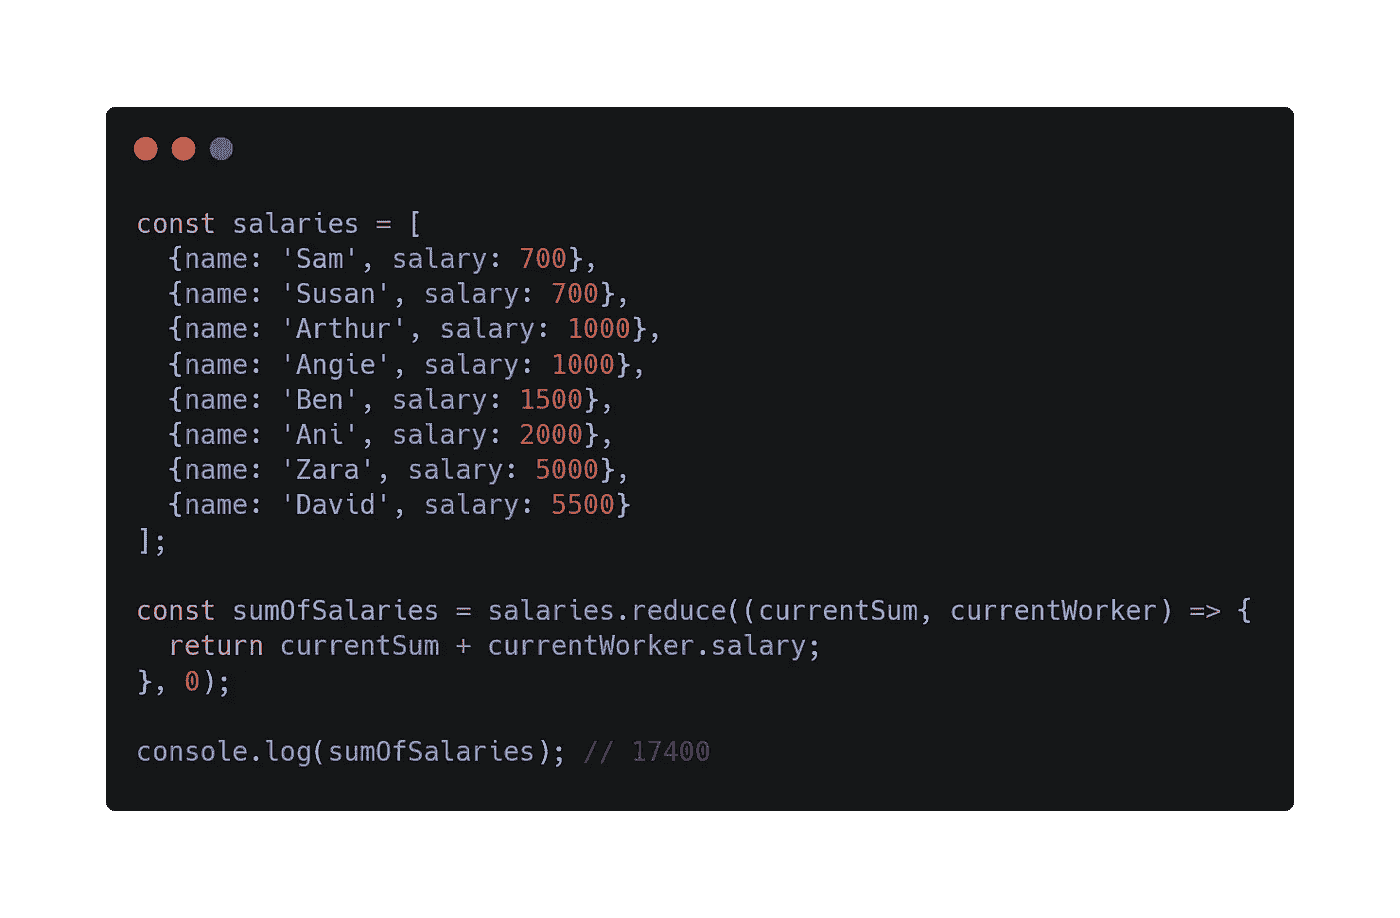 const salaries = [
  {name: 'Sam', salary: 700},
  {name: 'Susan', salary: 700},
  {name: 'Arthur', salary: 1000},
  {name: 'Angie', salary: 1000},
  {name: 'Ben', salary: 1500},
  {name: 'Ani', salary: 2000},
  {name: 'Zara', salary: 5000},
  {name: 'David', salary: 5500}
];
const sumOfSalaries = salaries.reduce((currentSum, currentWorker) => {
  return currentSum + currentWorker.salary;
}, 0);
console.log(sumOfSalaries); // 17400